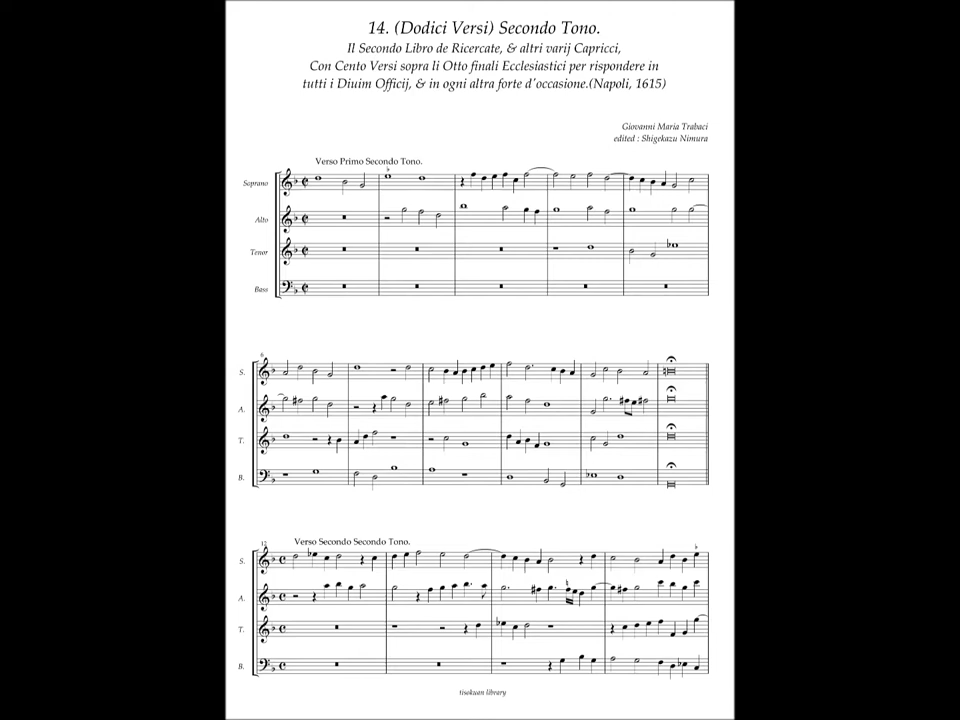 14. (Dodici Versi) Secondo Tono.
Il Secondo Libro de Ricercate, & altri varij Capricci,
Con Cento Versi sopra li Otto finali Ecclesiastici per rispondere in
tutti i Diuim Officij, & in ogni altra forte d'occasione.(Napoli, 1615)
Giovanni Maria Trabaci
edited : Shigekazu Nimura
Verso Primo Secondo Tono.
Soprano
Alto
Tenor
Bass
6
S.
A.
T.
B.
12
Verso Secondo Secondo Tono.
S.
A.
T.
B.
tisekuan library